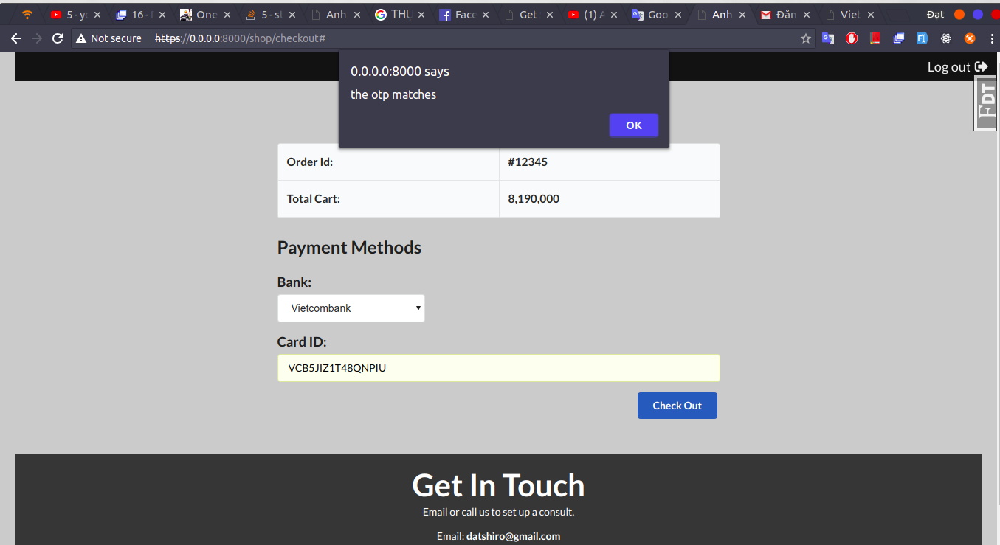 5 - yo
16 - F
One
5 - st
Anh
THỤ
Face
Get
(1) A
Goo
Anh
Đăn
Viet
Đạt
Not secure
https://0.0.0.0:8000/shop/checkout#
Log out
FDT
0.0.0.0:8000 says
the otp matches
OK
Order Id:
#12345
Total Cart:
8,190,000
Payment Methods
Bank:
Vietcombank
Card ID:
VCB5JIZ1T48QNPIU
Check Out
Get In Touch
Email or call us to set up a consult.
Email: datshiro@gmail.com